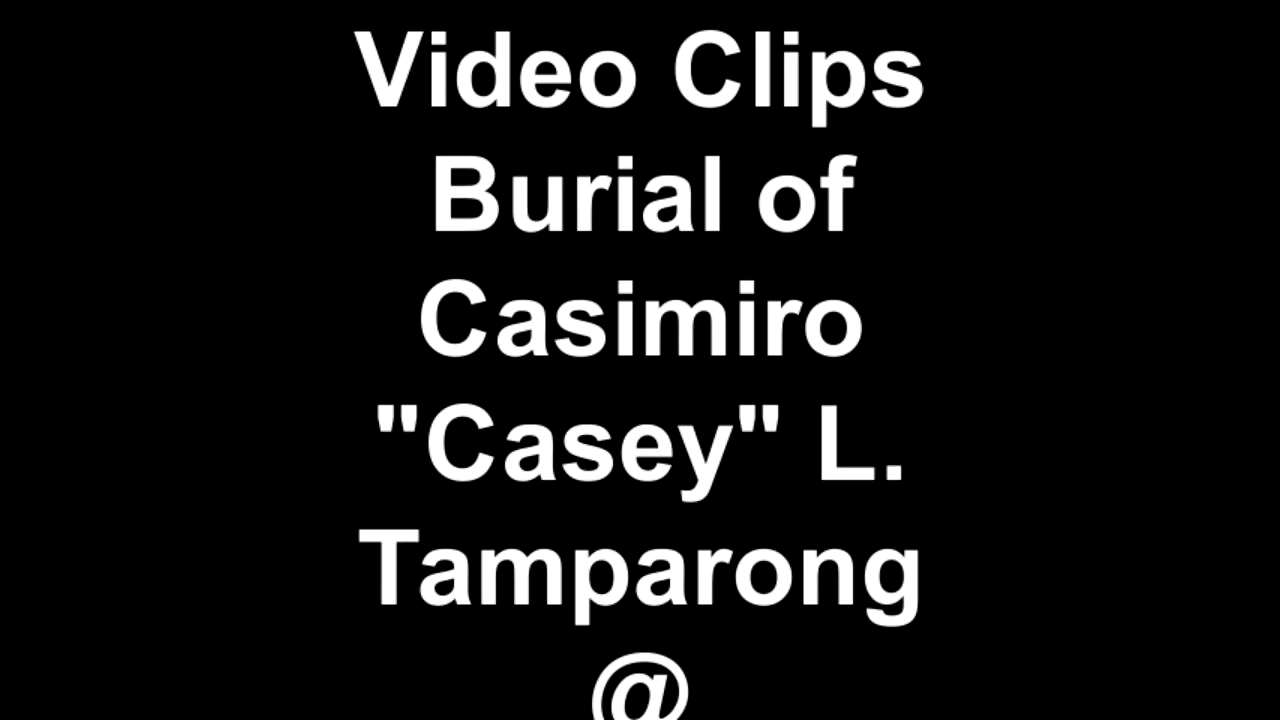 Video Clips
Burial of
Casimiro
"Casey" L.
Tamparong
@